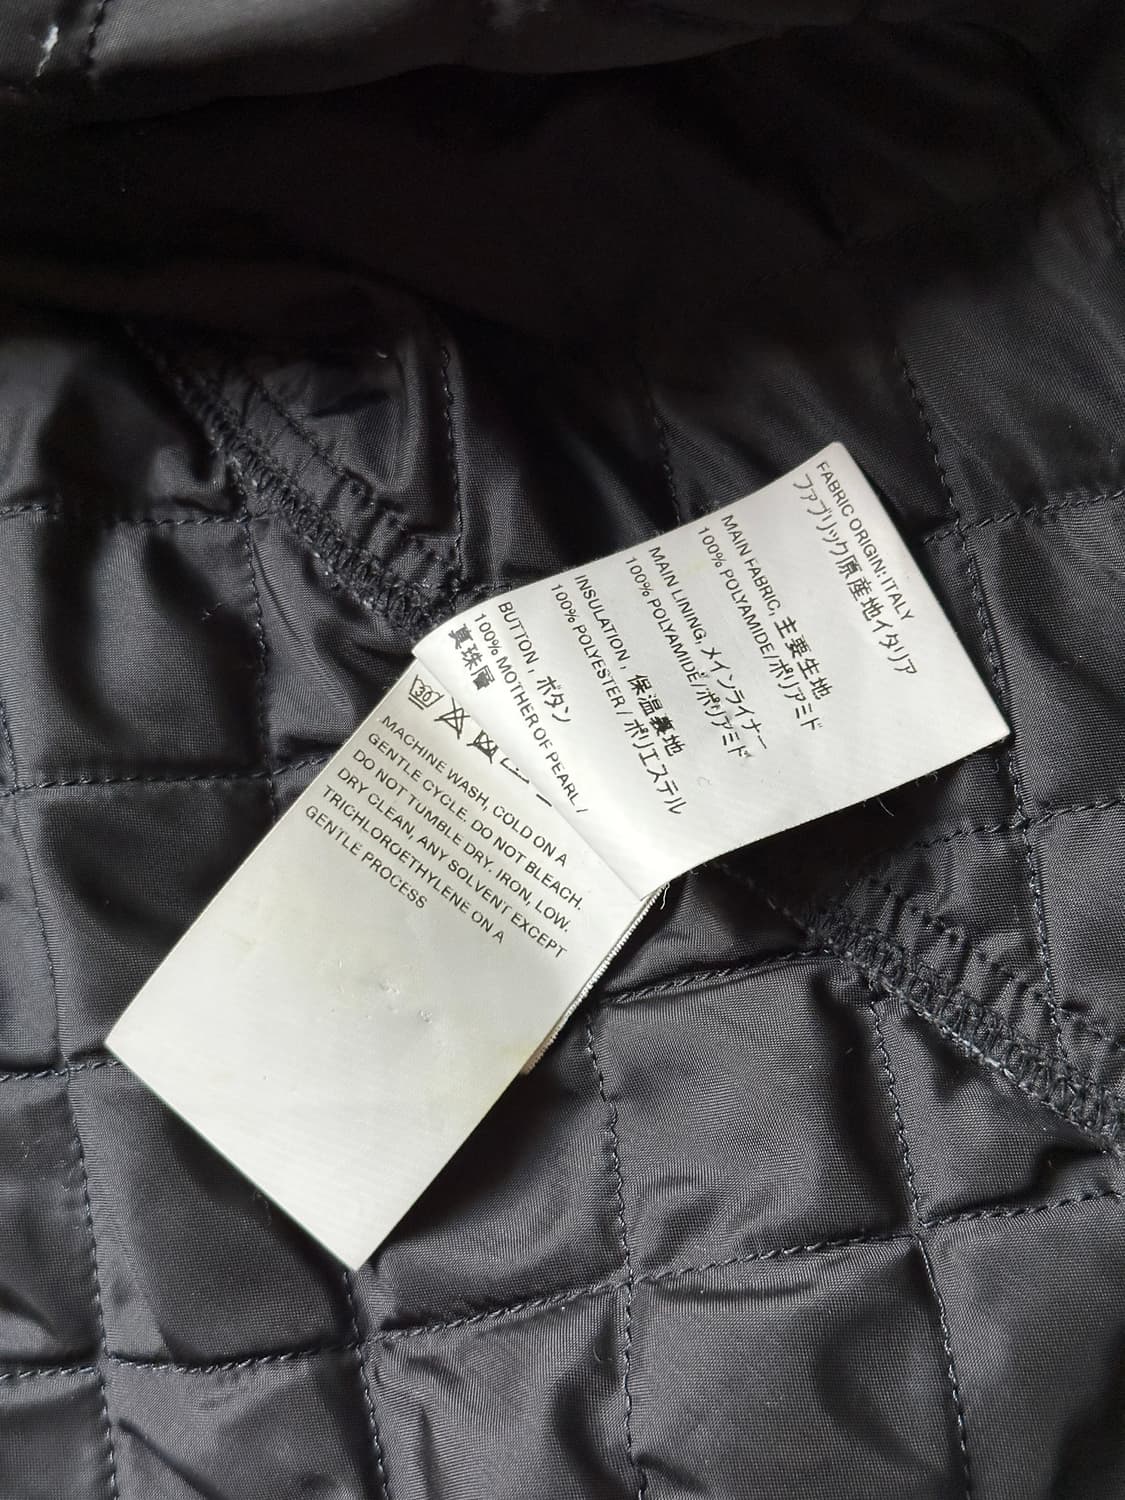 FABRIC ORIGIN: ITALY
ファブリック原産地イタリア
MAIN FABRIC, 主要生地
100% POLYAMIDE/ポリアミド
MAIN LINING, メインライナー
100% POLYAMIDE/ポリアミド
INSULATION , 保温裏地
100% POLYESTER / ポリエステル
BUTTON , ボタン
100% MOTHER OF PEARL /
真珠層
30
MACHINE WASH, COLD ON A
GENTLE CYCLE. DO NOT BLEACH.
DO NOT TUMBLE DRY. IRON, LOW.
DRY CLEAN, ANY SOLVENT EXCEPT
TRICHLOROETHYLENE ON A
GENTLE PROCESS